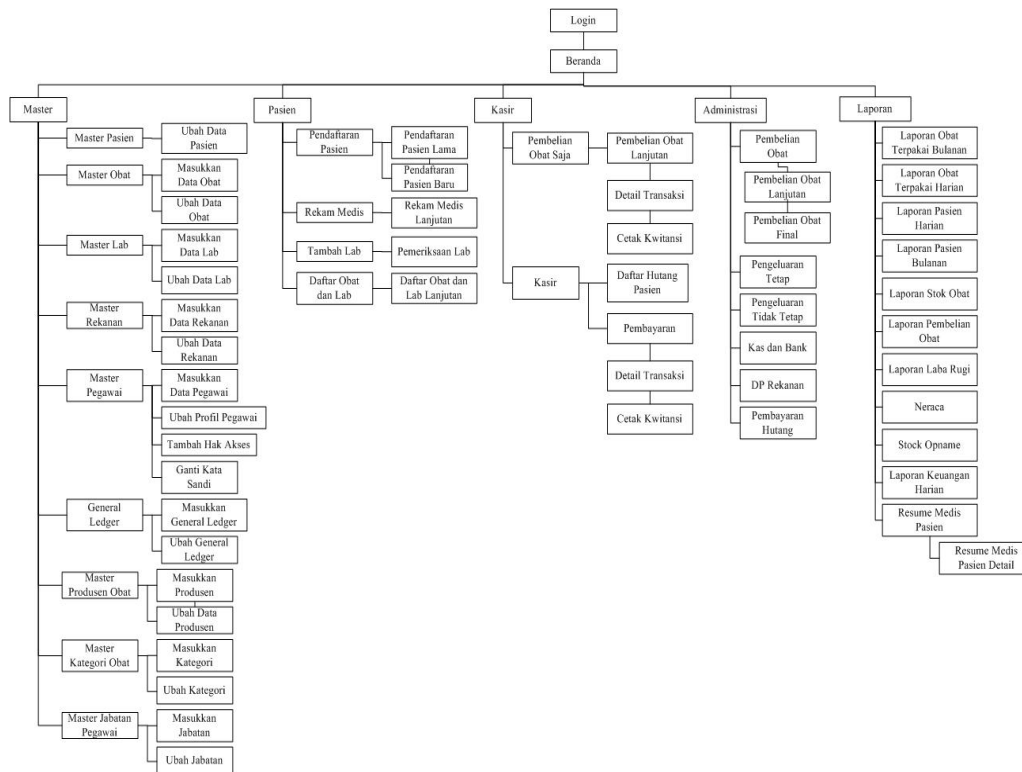 Login
Beranda
Master
Pasien
Kasir
Administrasi
Laporan
Master Pasien
Ubah Data
Pasien
Master Obat
Masukkan
Data Obat
Ubah Data
Obat
Master Lab
Masukkan
Data Lab
Ubah Data Lab
Master
Rekanan
Masukkan
Data Rekanan
Ubah Data
Rekanan
Master
Pegawai
Masukkan
Data Pegawai
Ubah Profil Pegawai
Tambah Hak Akses
Ganti Kata
Sandi
General
Ledger
Masukkan
General Ledger
Ubah General
Ledger
Master
Produsen Obat
Masukkan
Produsen
Ubah Data
Produsen
Master
Kategori Obat
Masukkan
Kategori
Ubah Kategori
Master Jabatan
Pegawai
Masukkan
Jabatan
Ubah Jabatan
Pendaftaran
Pasien
Pendaftaran
Pasien Lama
Pendaftaran
Pasien Baru
Rekam Medis
Rekam Medis
Lanjutan
Tambah Lab
Pemeriksaan Lab
Daftar Obat
dan Lab
Daftar Obat dan
Lab Lanjutan
Pembelian
Obat Saja
Pembelian Obat
Lanjutan
Detail Transaksi
Cetak Kwitansi
Kasir
Daftar Hutang
Pasien
Pembayaran
Detail Transaksi
Cetak Kwitansi
Pembelian
Obat
Pembelian Obat
Lanjutan
Pembelian Obat
Final
Pengeluaran
Tetap
Pengeluaran
Tidak Tetap
Kas dan Bank
DP Rekanan
Pembayaran
Hutang
Laporan Obat
Terpakai Bulanan
Laporan Obat
Terpakai Harian
Laporan Pasien
Harian
Laporan Pasien
Bulanan
Laporan Stok Obat
Laporan Pembelian
Obat
Laporan Laba Rugi
Neraca
Stock Opname
Laporan Keuangan
Harian
Resume Medis
Pasien
Resume Medis
Pasien Detail